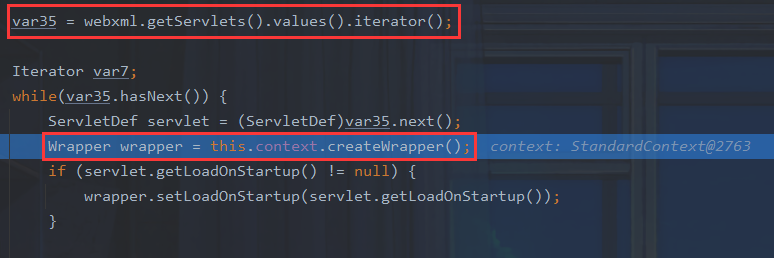 var35 = webxml.getServlets().values().iterator();
Iterator var7;
while(var35.hasNext()) {
ServletDef servlet = (ServletDef)var35.next();
Wrapper wrapper = this.context.createWrapper(); context: StandardContext@2763
if (servlet.getLoadOnStartup() != null) {
wrapper.setLoadOnStartup(servlet.getLoadOnStartup());
}